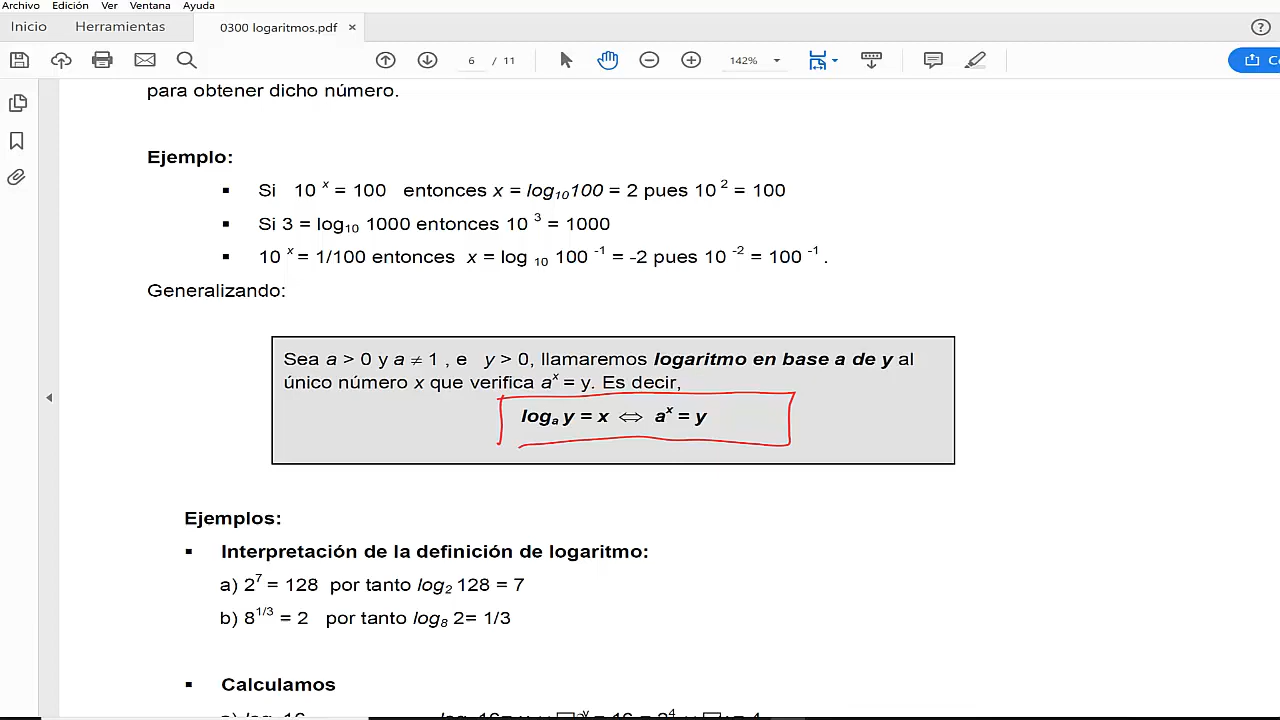 Archivo Edición Ver Ventana Ayuda
Inicio Herramientas 0300 logaritmos.pdf ×
6 / 11 142%
para obtener dicho número.
Ejemplo:
▪ Si 10 ˣ = 100 entonces x = log₁₀100 = 2 pues 10 ² = 100
▪ Si 3 = log₁₀ 1000 entonces 10 ³ = 1000
▪ 10 ˣ = 1/100 entonces x = log ₁₀ 100 ⁻¹ = -2 pues 10 ⁻² = 100 ⁻¹ .
Generalizando:
Sea a > 0 y a ≠ 1 , e y > 0, llamaremos logaritmo en base a de y al
único número x que verifica aˣ = y. Es decir,
logₐ y = x ⇔ aˣ = y
Ejemplos:
▪ Interpretación de la definición de logaritmo:
a) 2⁷ = 128 por tanto log₂ 128 = 7
b) 8¹ᐟ³ = 2 por tanto log₈ 2= 1/3
▪ Calculamos